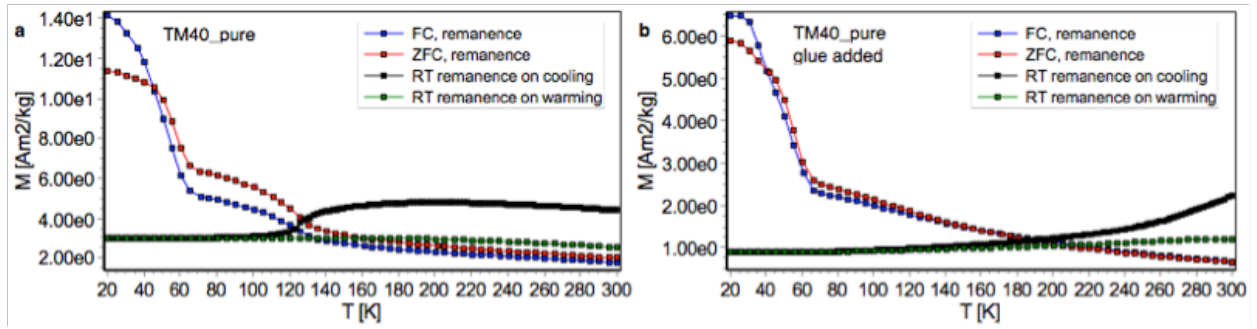 a
TM40_pure
FC, remanence
ZFC, remanence
RT remanence on cooling
RT remanence on warming
1.40e1
1.20e1
1.00e1
8.00e0
6.00e0
4.00e0
2.00e0
M [Am2/kg]
20 40 60 80 100 120 140 160 180 200 220 240 260 280 300
T [K]
b
TM40_pure
glue added
FC, remanence
ZFC, remanence
RT remanence on cooling
RT remanence on warming
6.00e0
5.00e0
4.00e0
3.00e0
2.00e0
1.00e0
M [Am2/kg]
20 40 60 80 100 120 140 160 180 200 220 240 260 280 300
T [K]